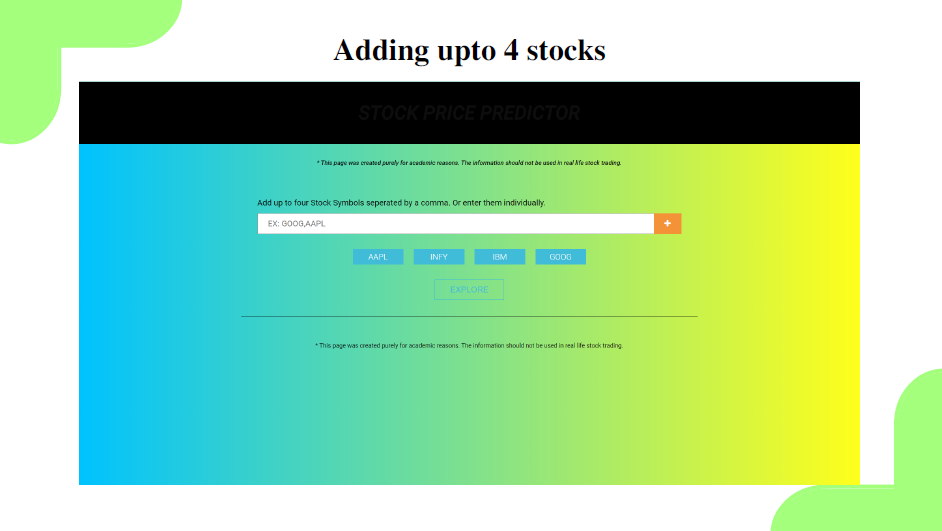 Adding upto 4 stocks
STOCK PRICE PREDICTOR
* This page was created purely for academic reasons. The information should not be used in real life stock trading.
Add up to four Stock Symbols seperated by a comma. Or enter them individually.
EX: GOOG,AAPL +
AAPL INFY IBM GOOG
EXPLORE
* This page was created purely for academic reasons. The information should not be used in real life stock trading.